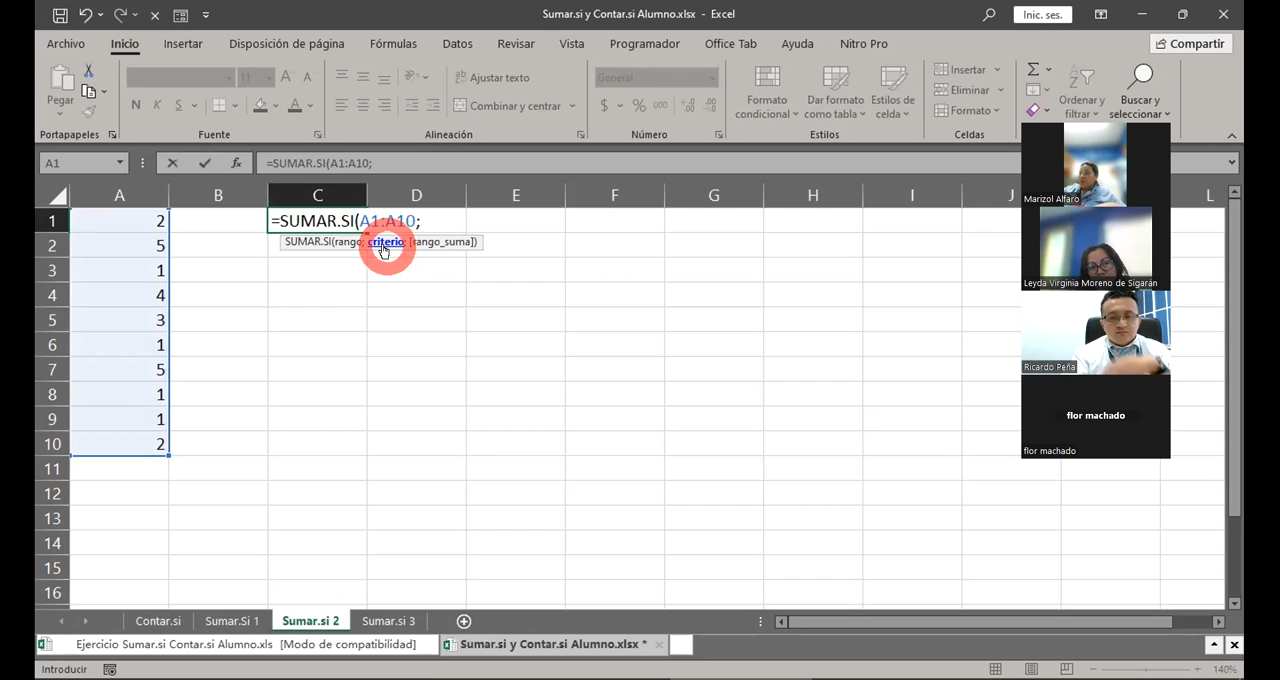 Sumar.si y Contar.si Alumno.xlsx - Excel
Inic. ses.
Archivo Inicio Insertar Disposición de página Fórmulas Datos Revisar Vista Programador Office Tab Ayuda Nitro Pro Compartir
Pegar
N K S
11 A A
A
Ajustar texto
Combinar y centrar
General
$ % 000
Formato condicional
Dar formato como tabla
Estilos de celda
Insertar
Eliminar
Formato
Ordenar y filtrar
Buscar y seleccionar
Portapapeles Fuente Alineación Número Estilos Celdas
A1 fx =SUMAR.SI(A1:A10;
A B C D E F G H I J L
1 2 =SUMAR.SI(A1:A10;
SUMAR.SI(rango; criterio; [rango_suma])
2 5
3 1
4 4
5 3
6 1
7 5
8 1
9 1
10 2
11
12
13
14
15
16
Marizol Alfaro
Leyda Virginia Moreno de Sigarán
Ricardo Peña
flor machado
flor machado
Contar.si Sumar.Si 1 Sumar.si 2 Sumar.si 3
Ejercicio Sumar.si Contar.si Alumno.xls [Modo de compatibilidad] Sumar.si y Contar.si Alumno.xlsx *
Introducir 140%